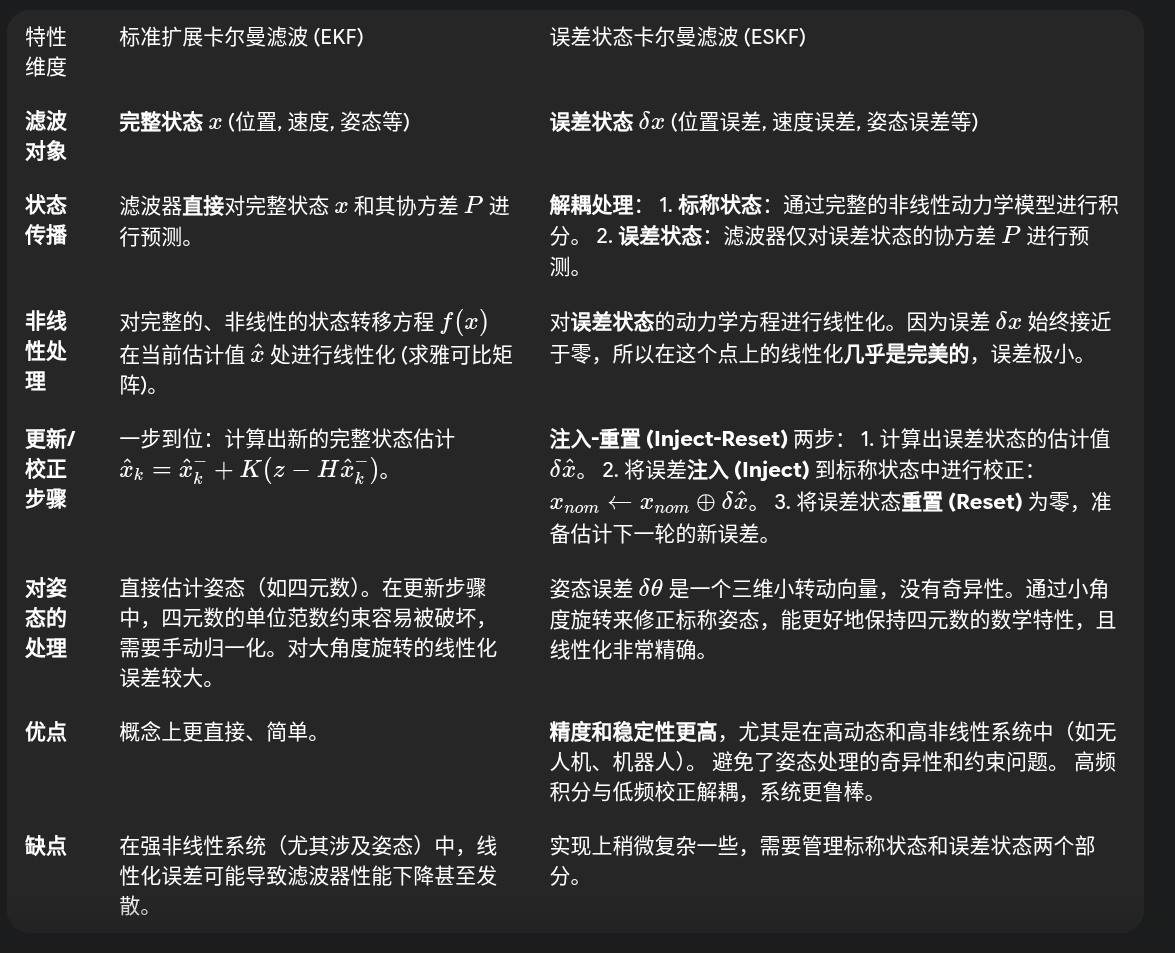 特性
维度
标准扩展卡尔曼滤波 (EKF)
误差状态卡尔曼滤波 (ESKF)
滤波
对象
完整状态 x (位置, 速度, 姿态等)
误差状态 δx (位置误差, 速度误差, 姿态误差等)
状态
传播
滤波器直接对完整状态 x 和其协方差 P 进
行预测。
解耦处理： 1. 标称状态：通过完整的非线性动力学模型进行积
分。 2. 误差状态：滤波器仅对误差状态的协方差 P 进行预
测。
非线
性处
理
对完整的、非线性的状态转移方程 f(x)
在当前估计值 x̂ 处进行线性化 (求雅可比矩
阵)。
对误差状态的动力学方程进行线性化。因为误差 δx 始终接近
于零，所以在这个点上的线性化几乎是完美的，误差极小。
更新/
校正
步骤
一步到位：计算出新的完整状态估计
x̂ₖ = x̂ₖ⁻ + K(z − Hx̂ₖ⁻)。
注入-重置 (Inject-Reset) 两步： 1. 计算出误差状态的估计值
δx̂。 2. 将误差注入 (Inject) 到标称状态中进行校正：
x_nom ← x_nom ⊕ δx̂。 3. 将误差状态重置 (Reset) 为零，准
备估计下一轮的新误差。
对姿
态的
处理
直接估计姿态（如四元数）。在更新步骤
中，四元数的单位范数约束容易被破坏，
需要手动归一化。对大角度旋转的线性化
误差较大。
姿态误差 δθ 是一个三维小转动向量，没有奇异性。通过小角
度旋转来修正标称姿态，能更好地保持四元数的数学特性，且
线性化非常精确。
优点
概念上更直接、简单。
精度和稳定性更高，尤其是在高动态和高非线性系统中（如无
人机、机器人）。 避免了姿态处理的奇异性和约束问题。 高频
积分与低频校正解耦，系统更鲁棒。
缺点
在强非线性系统（尤其涉及姿态）中，线
性化误差可能导致滤波器性能下降甚至发
散。
实现上稍微复杂一些，需要管理标称状态和误差状态两个部
分。